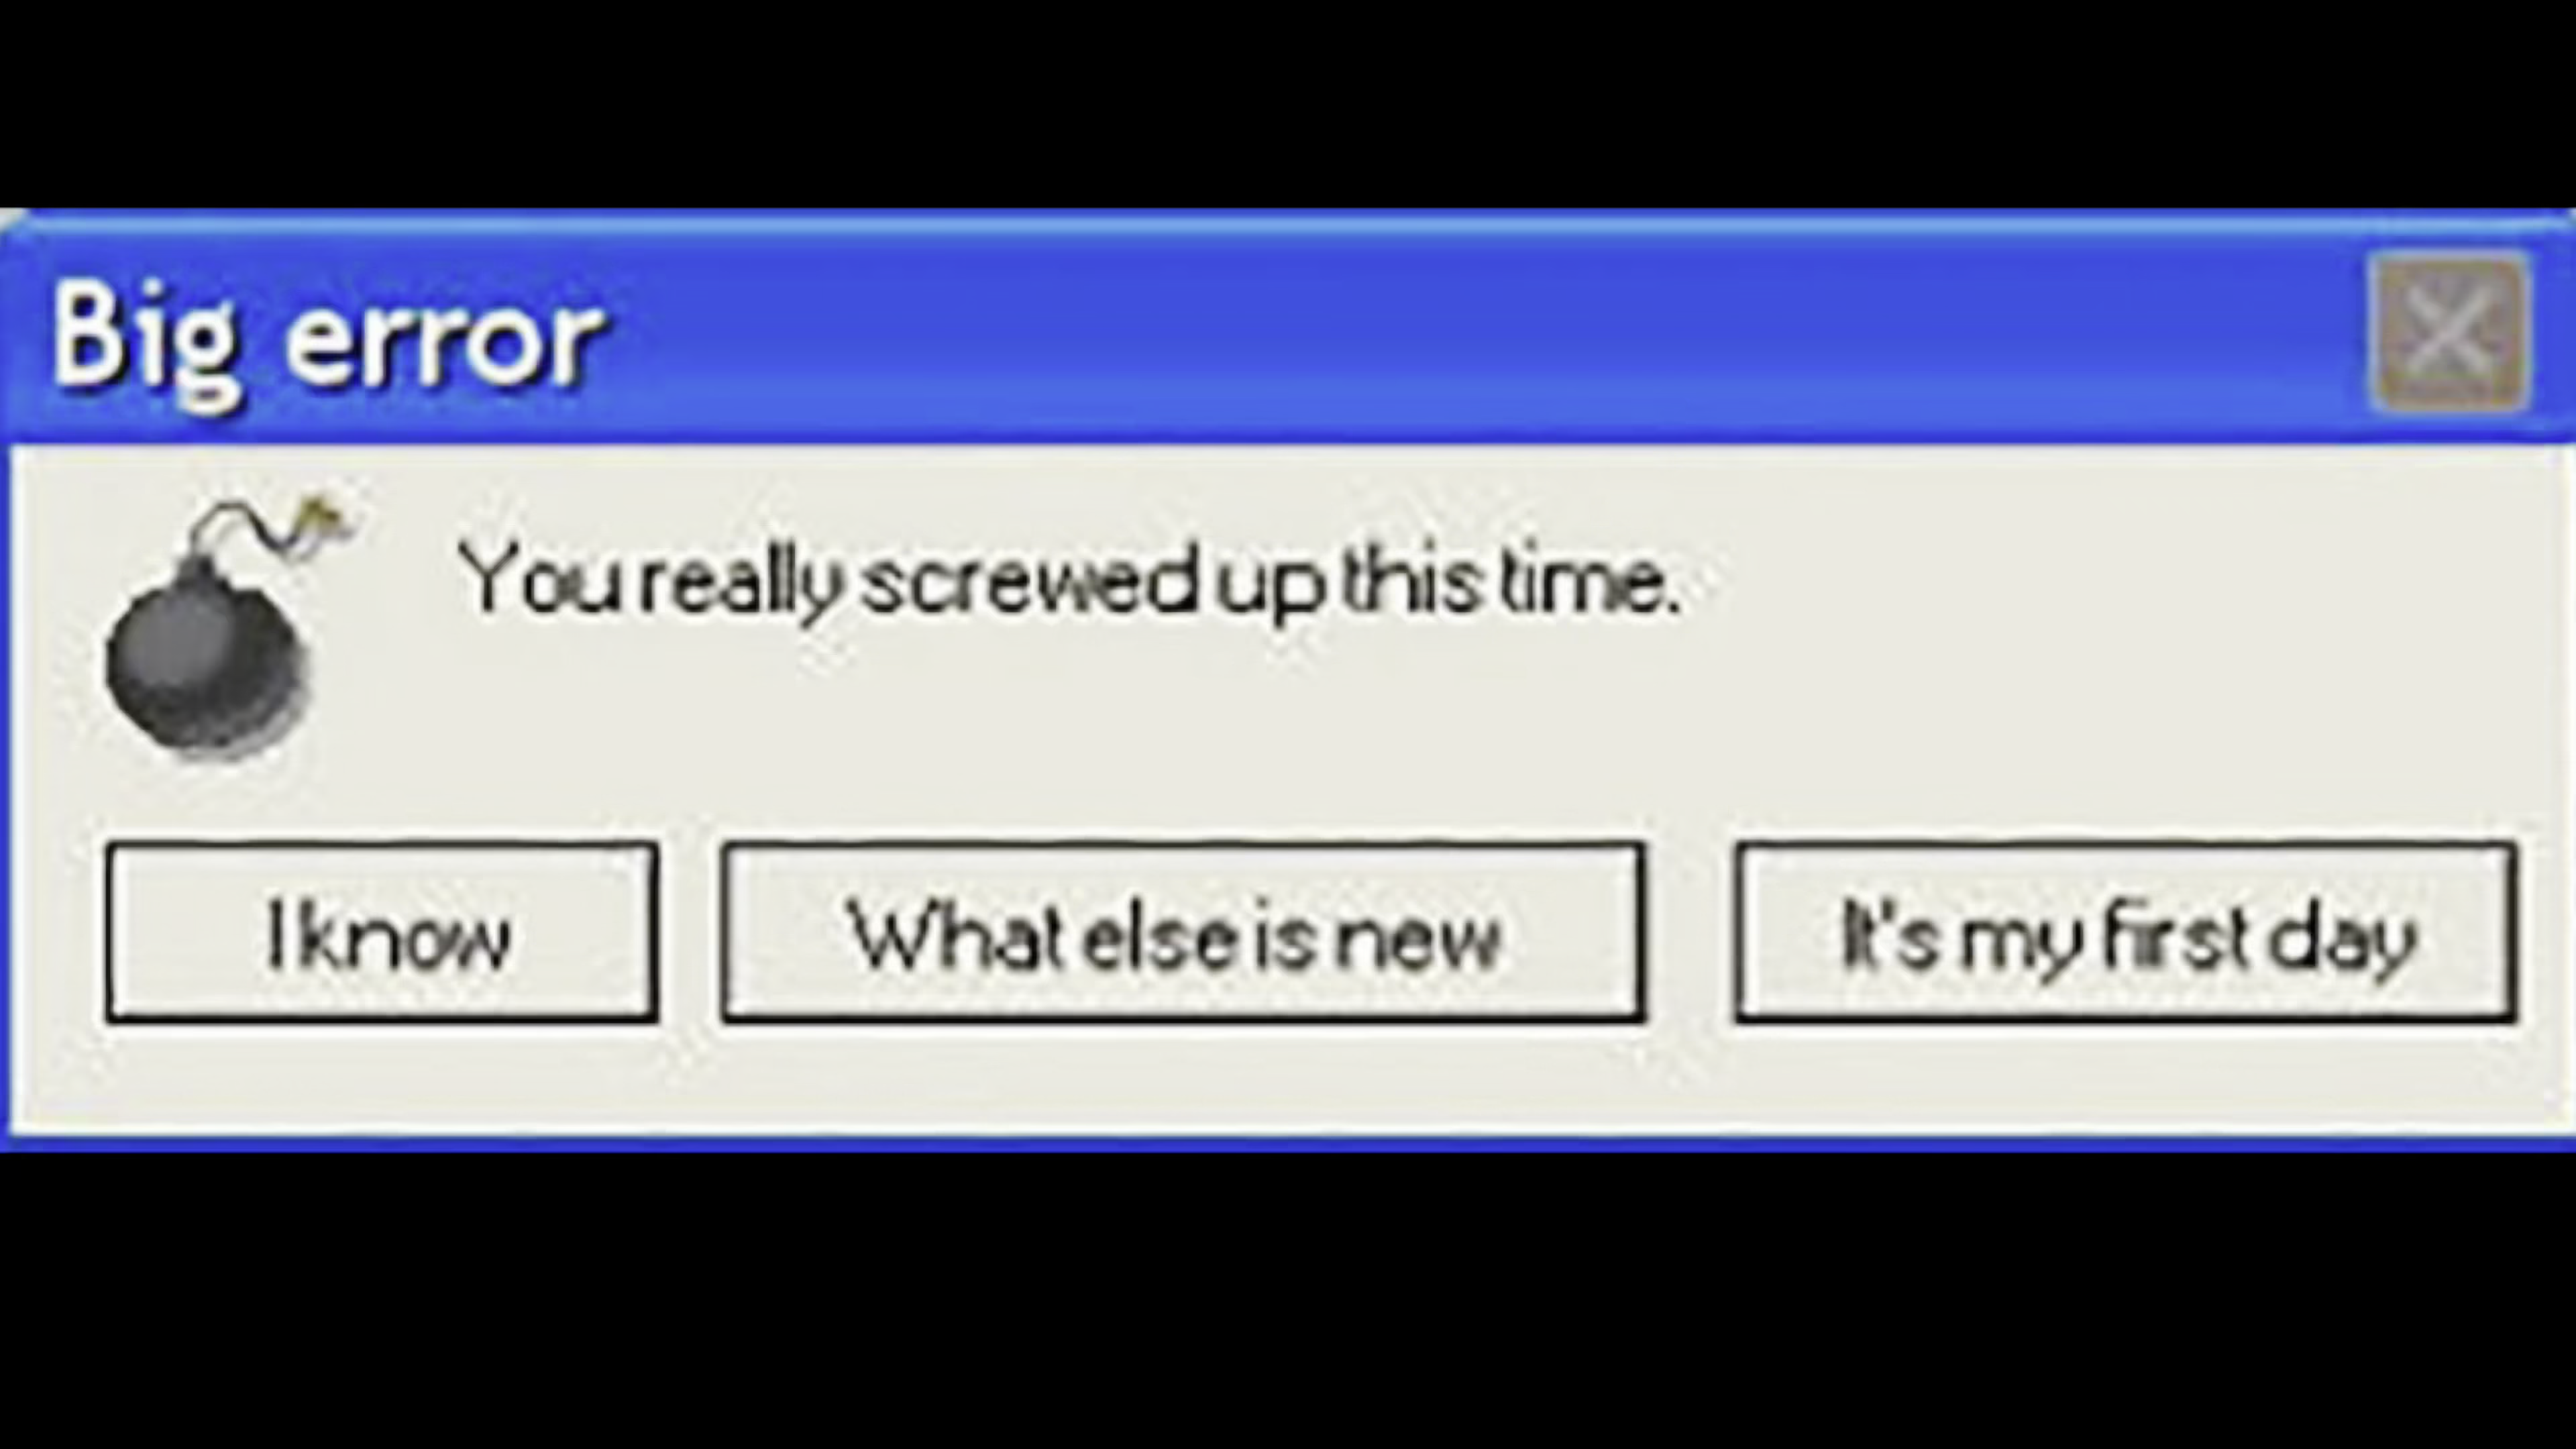 Big error
You really screwed up this time.
I know
What else is new
It's my first day